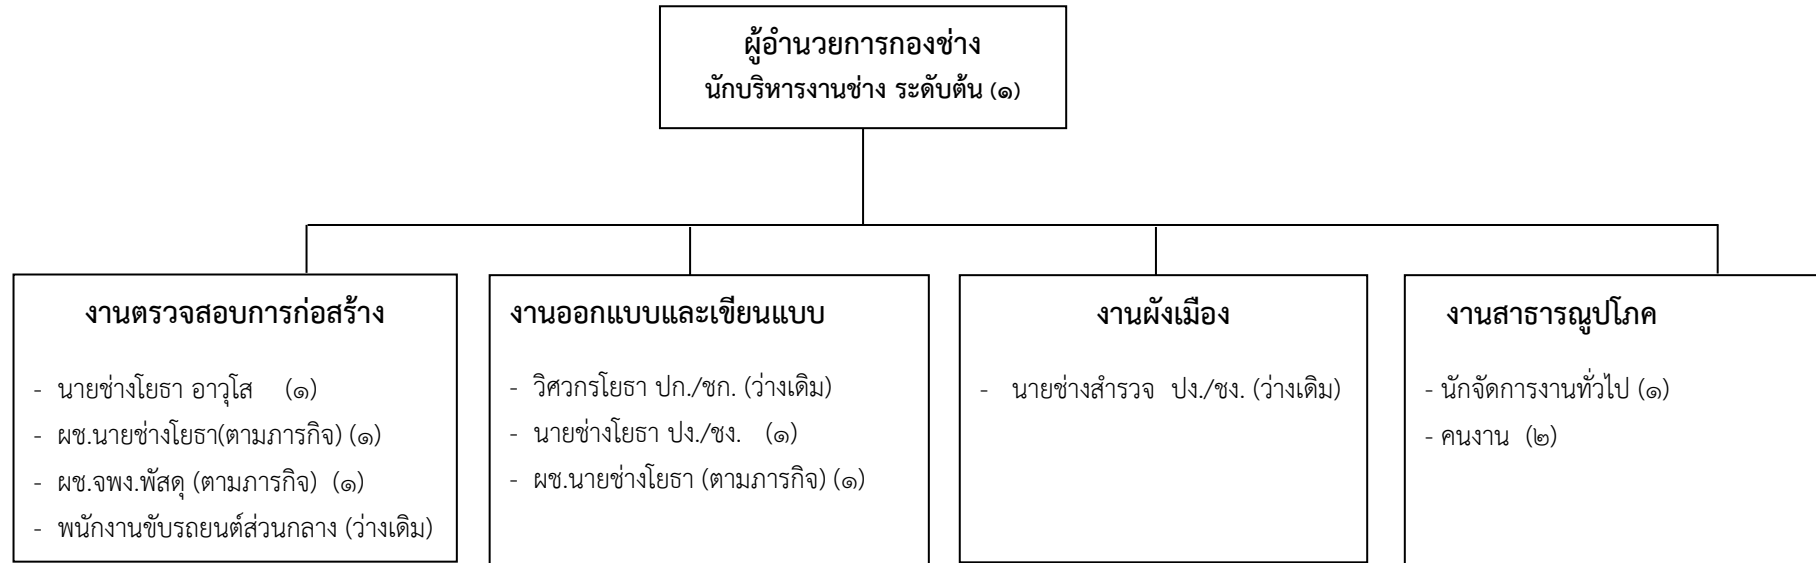 ผู้อำนวยการกองช่าง
นักบริหารงานช่าง ระดับต้น (๑)
งานตรวจสอบการก่อสร้าง
- นายช่างโยธา อาวุโส (๑)
- ผช.นายช่างโยธา(ตามภารกิจ) (๑)
- ผช.จพง.พัสดุ (ตามภารกิจ) (๑)
- พนักงานขับรถยนต์ส่วนกลาง (ว่างเดิม)
งานออกแบบและเขียนแบบ
- วิศวกรโยธา ปก./ชก. (ว่างเดิม)
- นายช่างโยธา ปง./ชง. (๑)
- ผช.นายช่างโยธา (ตามภารกิจ) (๑)
งานผังเมือง
- นายช่างสำรวจ ปง./ชง. (ว่างเดิม)
งานสาธารณูปโภค
- นักจัดการงานทั่วไป (๑)
- คนงาน (๒)